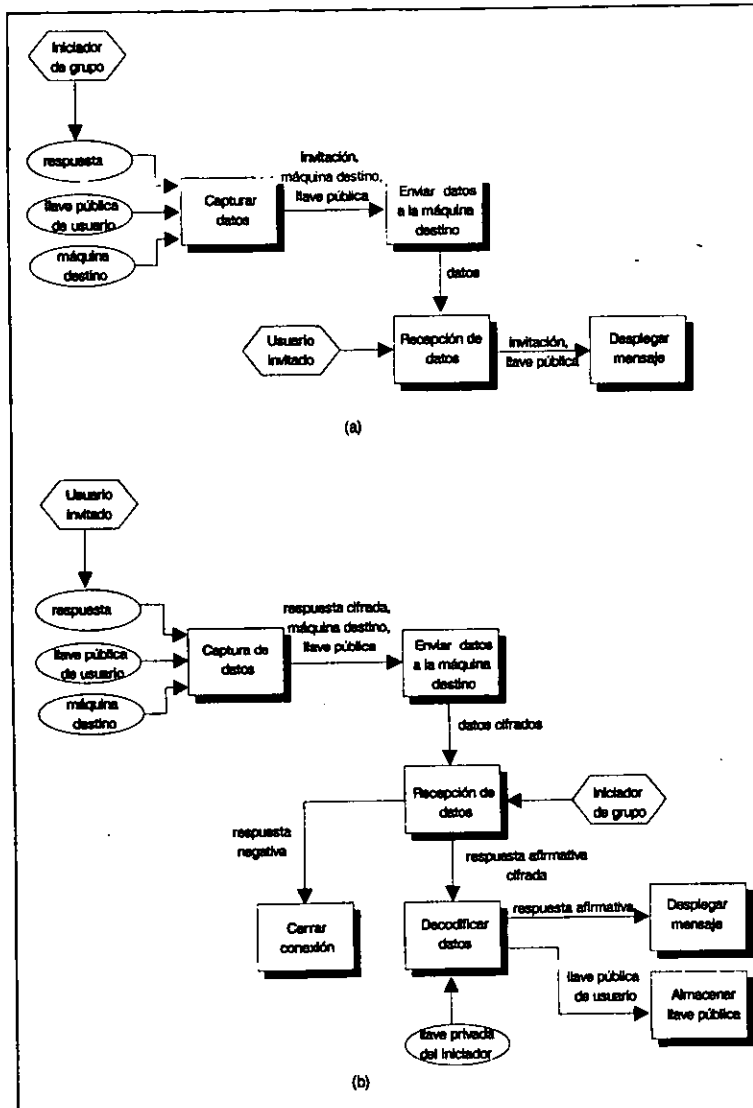 Iniciador
de grupo
respuesta
llave pública
de usuario
máquina
destino
Capturar
datos
invitación,
máquina destino,
llave pública
Enviar datos
a la máquina
destino
datos
Usuario
invitado
Recepción de
datos
invitación,
llave pública
Desplegar
mensaje
(a)
Usuario
invitado
respuesta
llave pública
de usuario
máquina
destino
Captura de
datos
respuesta cifrada,
máquina destino,
llave pública
Enviar datos
a la máquina
destino
datos cifrados
Recepción de
datos
Iniciador
de grupo
respuesta
negativa
respuesta afirmativa
cifrada
Cerrar
conexión
Decodificar
datos
respuesta afirmativa
Desplegar
mensaje
llave pública
de usuario
Almacenar
llave pública
llave privada
del iniciador
(b)